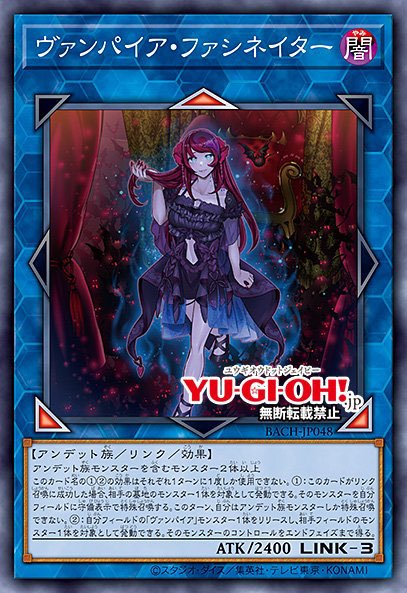 ヴァンパイア・ファシネイター
やみ
闇
ユウギオウドットジェイピー
YU-GI-OH!.jp
無断転載禁止
BACH-JP048
【アンデット族／リンク／効果】
アンデット族モンスターを含むモンスター2体以上
このカード名の①②の効果はそれぞれ1ターンに1度しか使用できない。①：このカードがリンク
召喚に成功した場合、相手の墓地のモンスター1体を対象として発動できる。そのモンスターを自分
フィールドに守備表示で特殊召喚する。このターン、自分はアンデット族モンスターしか特殊召喚
できない。②：自分フィールドの「ヴァンパイア」モンスター1体をリリースし、相手フィールドのモン
スター1体を対象として発動できる。そのモンスターのコントロールをエンドフェイズまで得る。
ATK/2400 LINK-3
©スタジオ・ダイス／集英社・テレビ東京・KONAMI